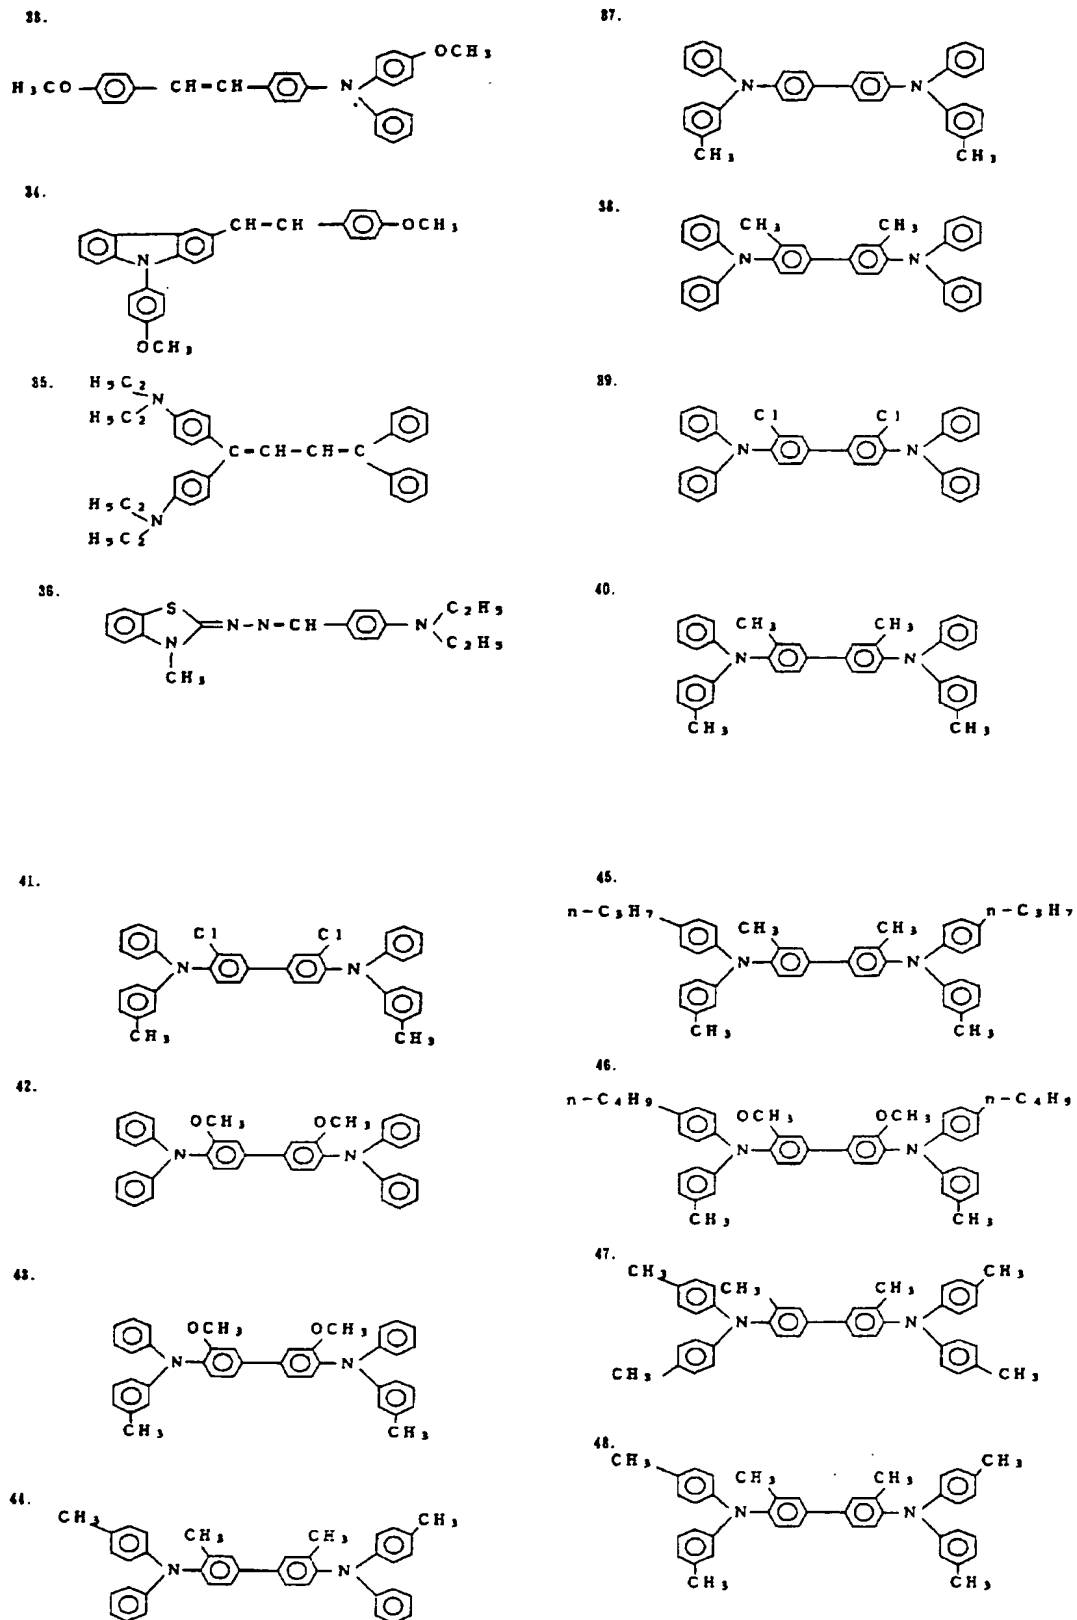 33.
OCH₃
H₃CO CH=CH N
34.
CH=CH OCH₃
N
OCH₃
35.
H₅C₂
N
H₅C₂
C=CH-CH=C
H₅C₂
N
H₅C₂
36.
S
C₂H₅
N-N=CH N
N C₂H₅
CH₃
37.
N N
CH₃ CH₃
38.
CH₃ CH₃
N N
39.
Cl Cl
N N
40.
CH₃ CH₃
N N
CH₃ CH₃
41.
Cl Cl
N N
CH₃ CH₃
42.
OCH₃ OCH₃
N N
43.
OCH₃ OCH₃
N N
CH₃ CH₃
44.
CH₃ CH₃
CH₃ CH₃
N N
45.
n-C₃H₇ n-C₃H₇
CH₃ CH₃
N N
CH₃ CH₃
46.
n-C₄H₉ n-C₄H₉
OCH₃ OCH₃
N N
CH₃ CH₃
47.
CH₃ CH₃
CH₃ CH₃
N N
CH₃ CH₃
48.
CH₃ CH₃
CH₃ CH₃
N N
CH₃ CH₃